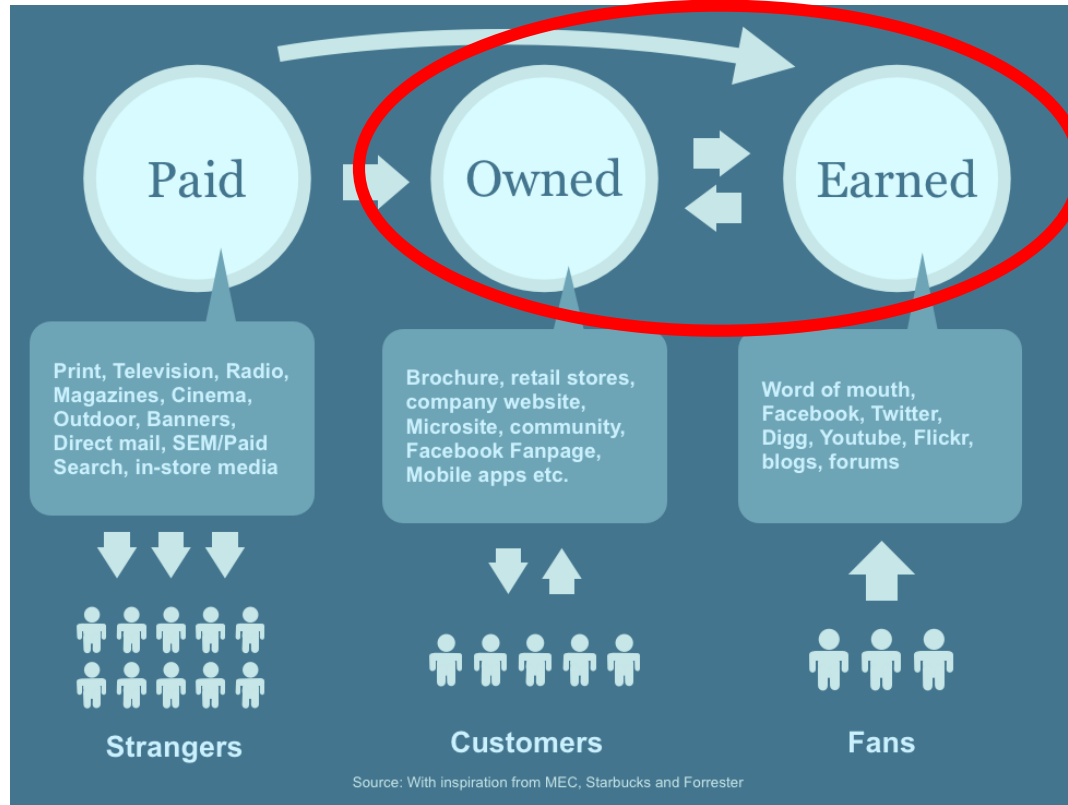 Paid
Owned
Earned
Print, Television, Radio,
Magazines, Cinema,
Outdoor, Banners,
Direct mail, SEM/Paid
Search, in-store media
Brochure, retail stores,
company website,
Microsite, community,
Facebook Fanpage,
Mobile apps etc.
Word of mouth,
Facebook, Twitter,
Digg, Youtube, Flickr,
blogs, forums
Strangers
Customers
Fans
Source: With inspiration from MEC, Starbucks and Forrester